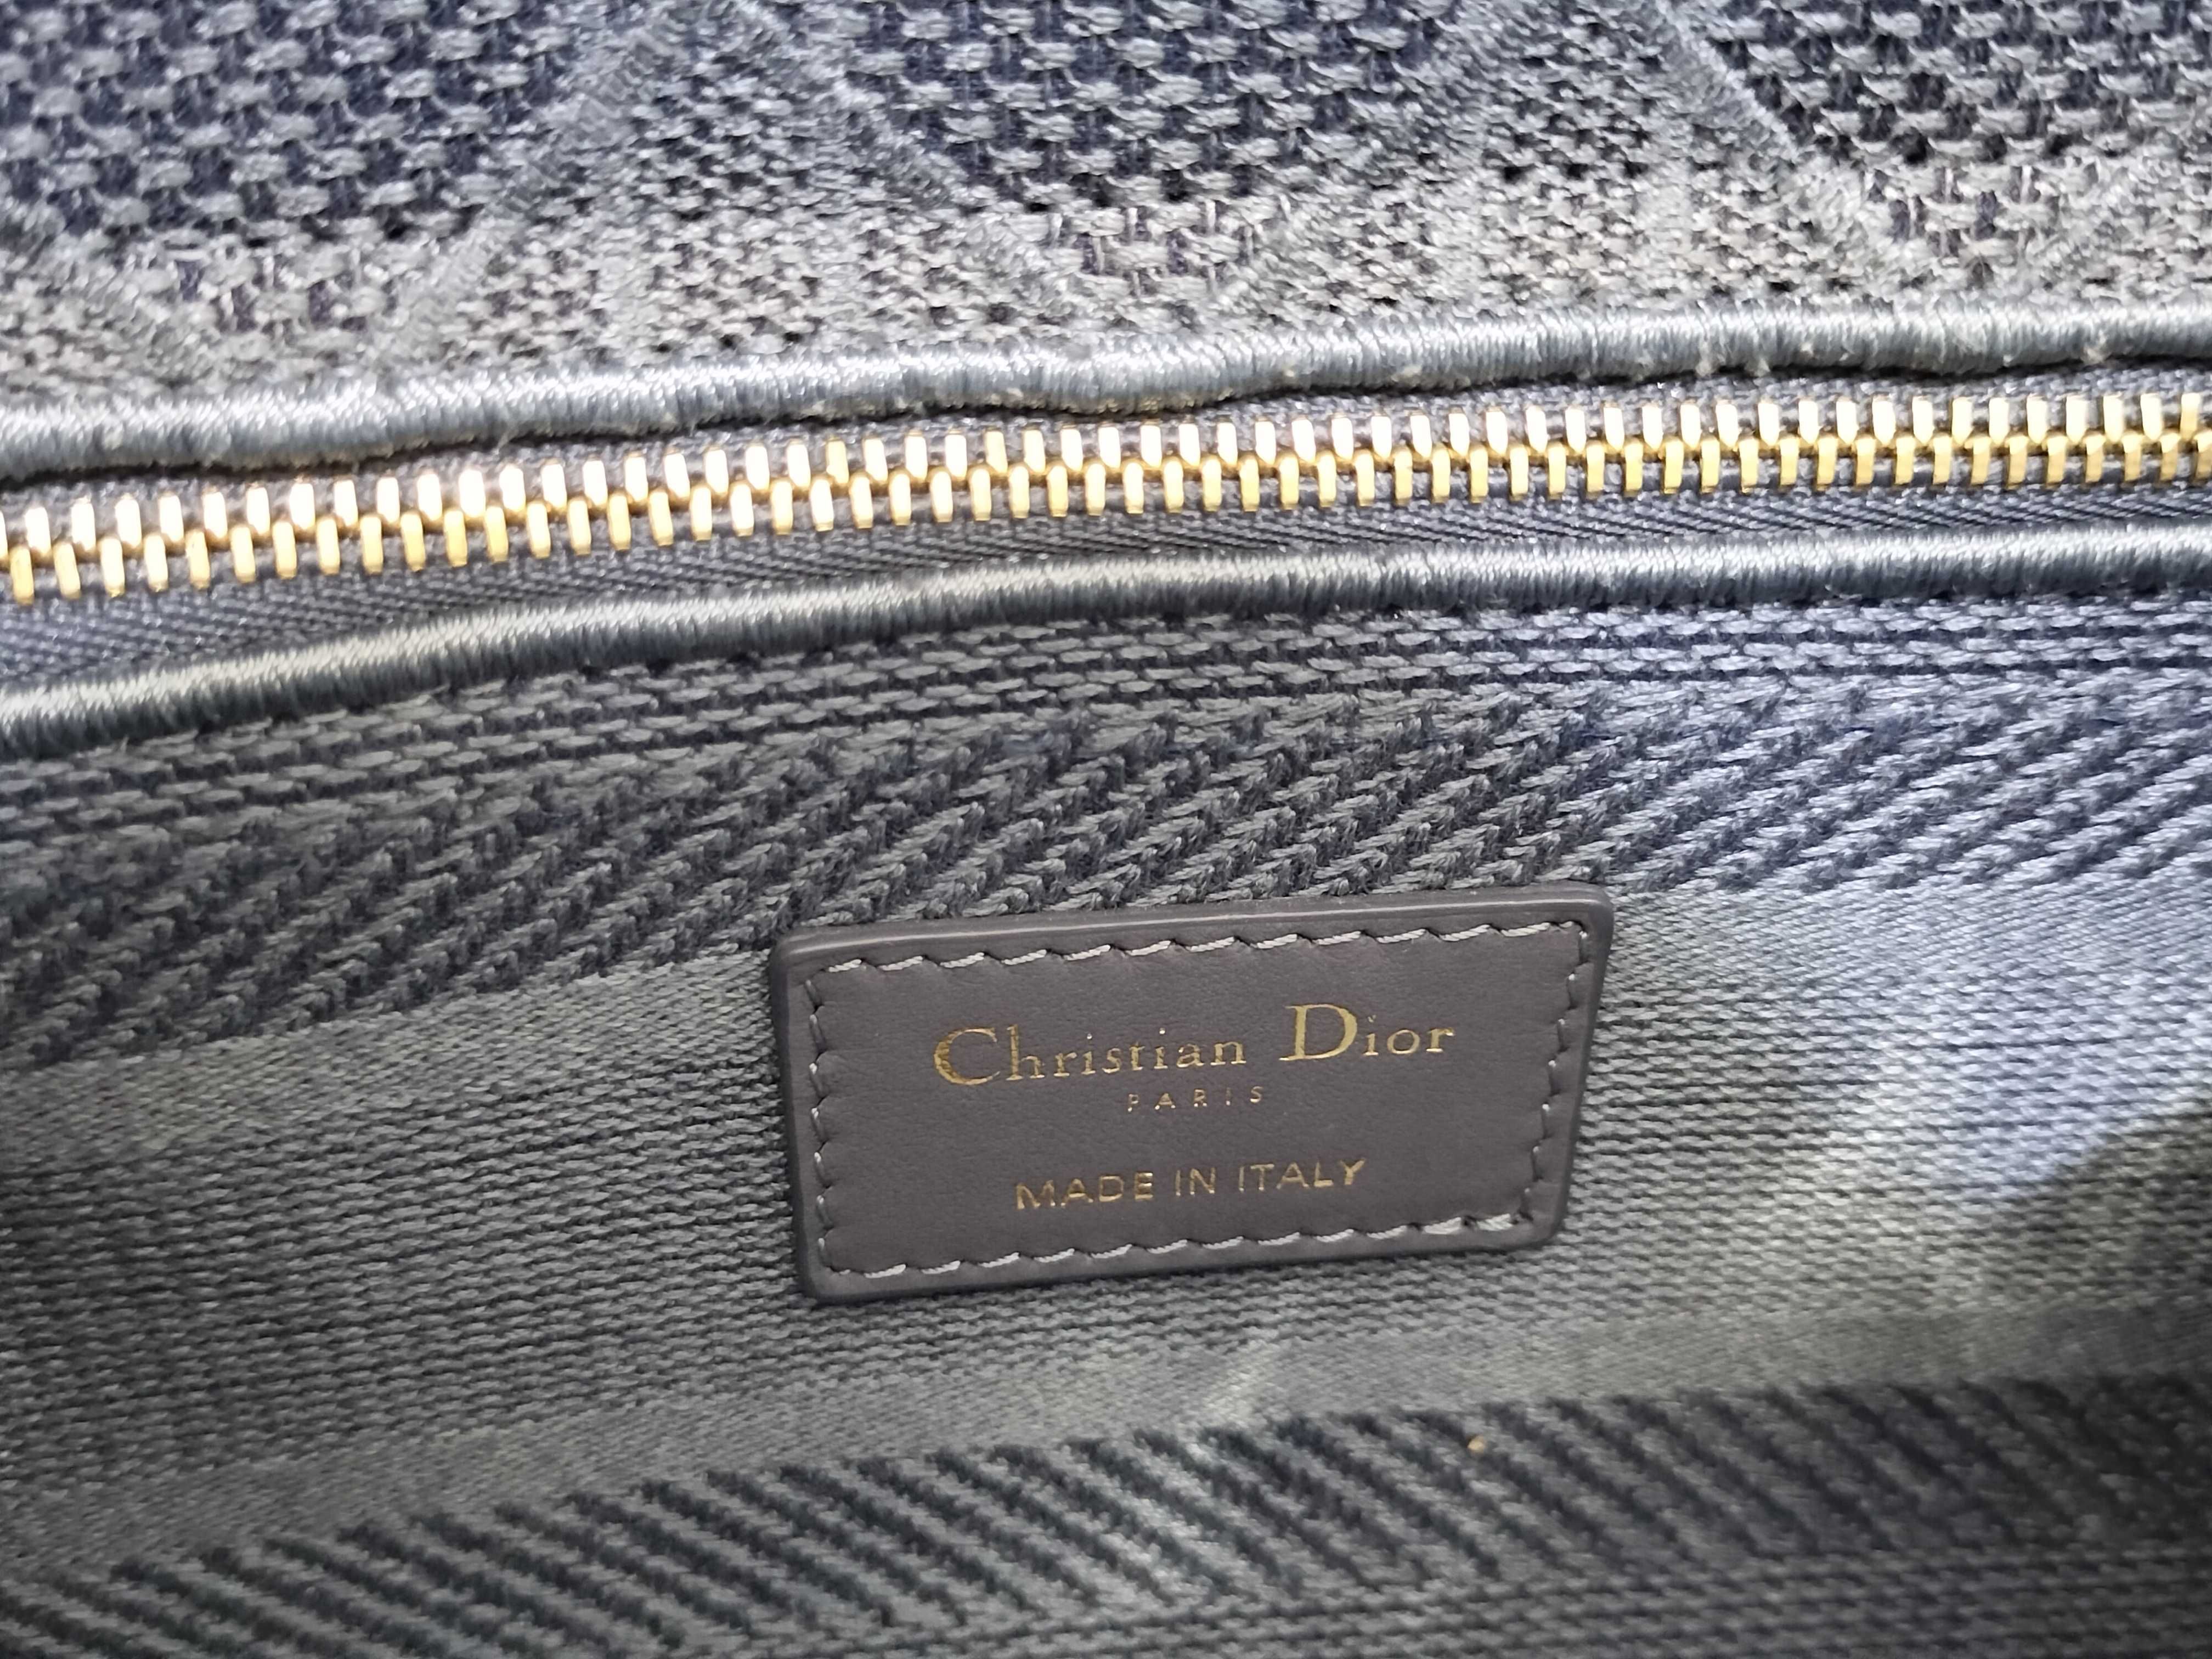 Christian Dior
PARIS
MADE IN ITALY